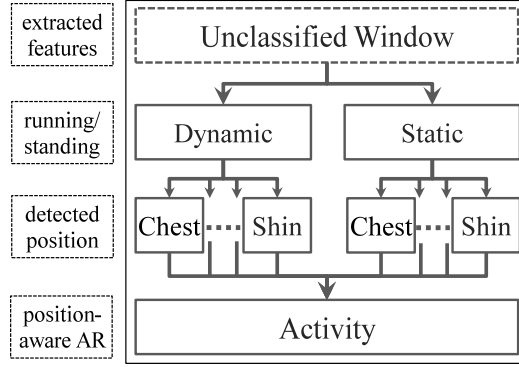 extracted
features
Unclassified Window
running/
standing
Dynamic
Static
detected
position
Chest
Shin
Chest
Shin
position-
aware AR
Activity